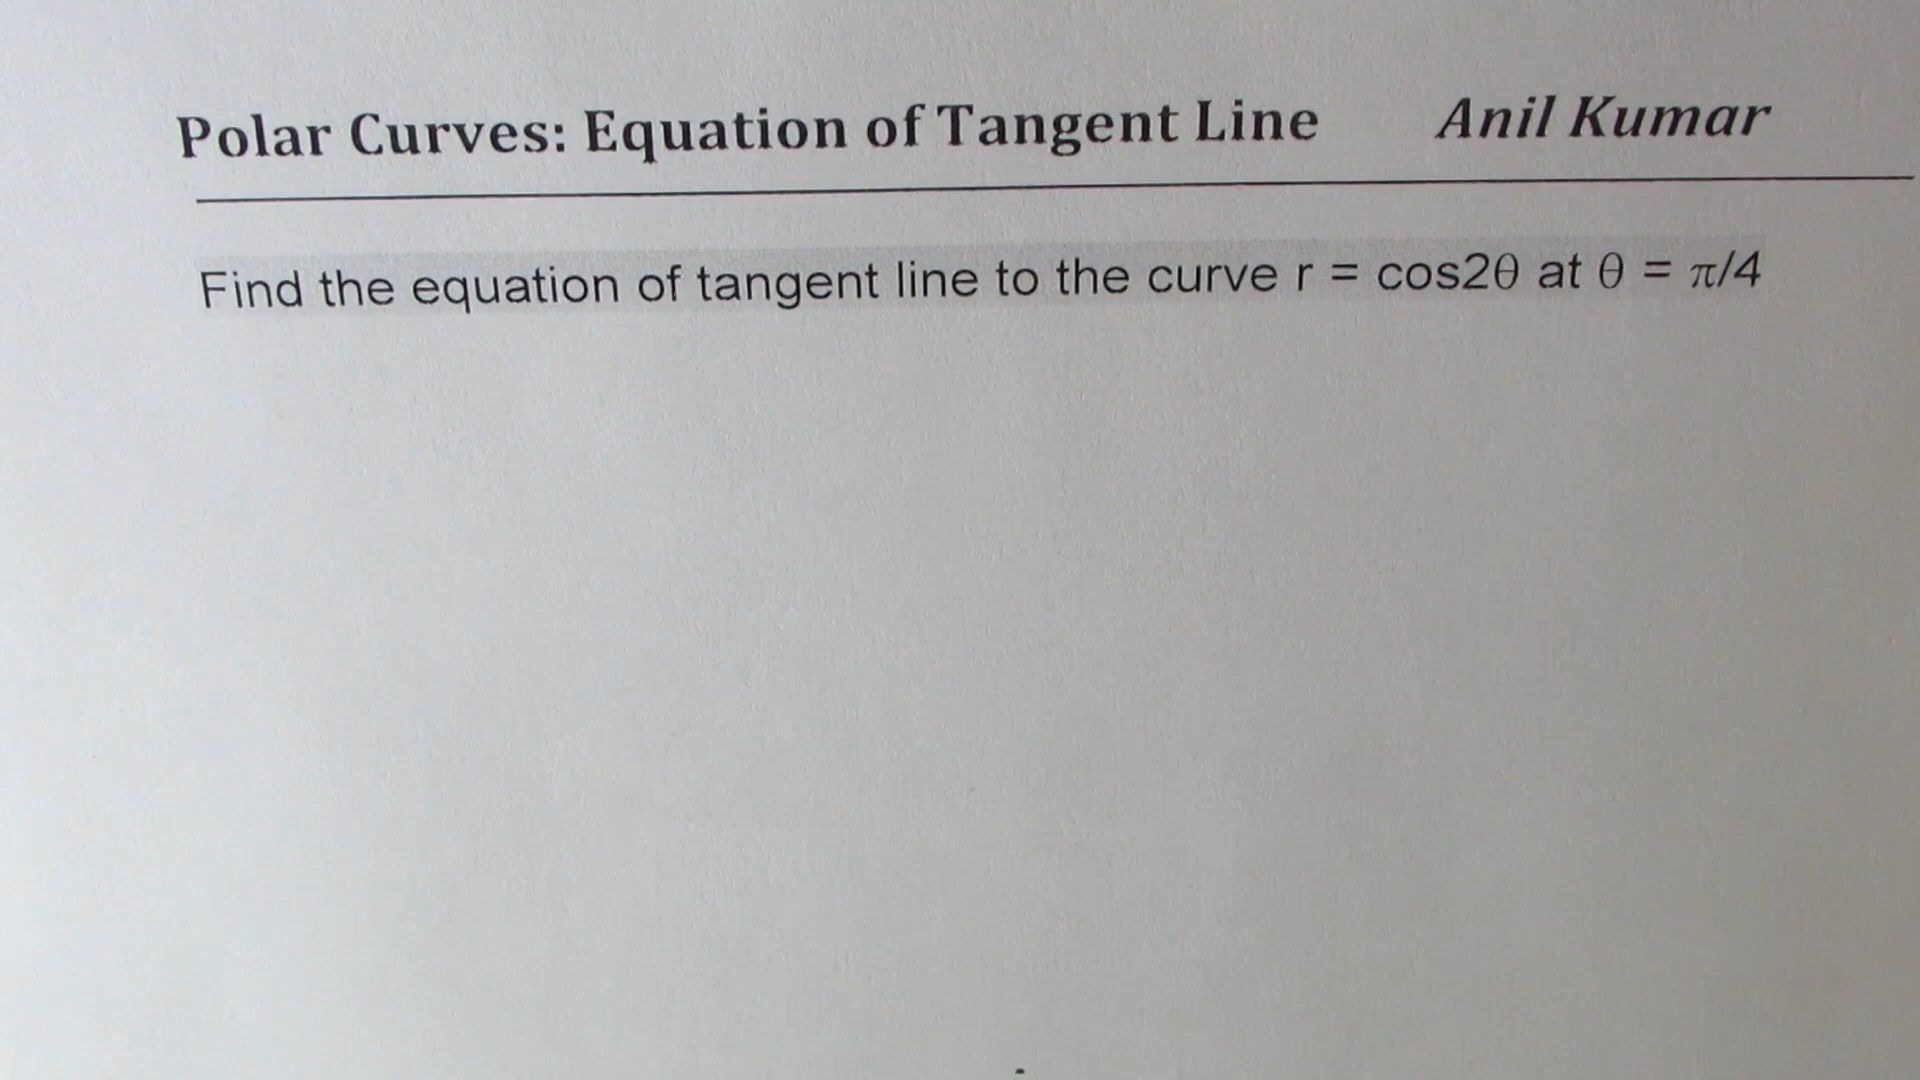 Polar Curves: Equation of Tangent Line Anil Kumar
Find the equation of tangent line to the curve r = cos2θ at θ = π/4